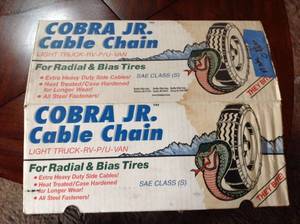 COBRA JR.
Cable Chain
LIGHT TRUCK-RV-P/U-VAN
For Radial & Bias Tires
• Extra Heavy Duty Side Cables!
• Heat Treated/Case Hardened
for Longer Wear!
• All Steel Fasteners!
SAE CLASS (S)
COBRA JR.
Cable Chain
LIGHT TRUCK-RV-P/U-VAN
For Radial & Bias Tires
• Extra Heavy Duty Side Cables!
• Heat Treated/Case Hardened
for Longer Wear!
• All Steel Fasteners!
SAE CLASS (S)
THEY BITE!